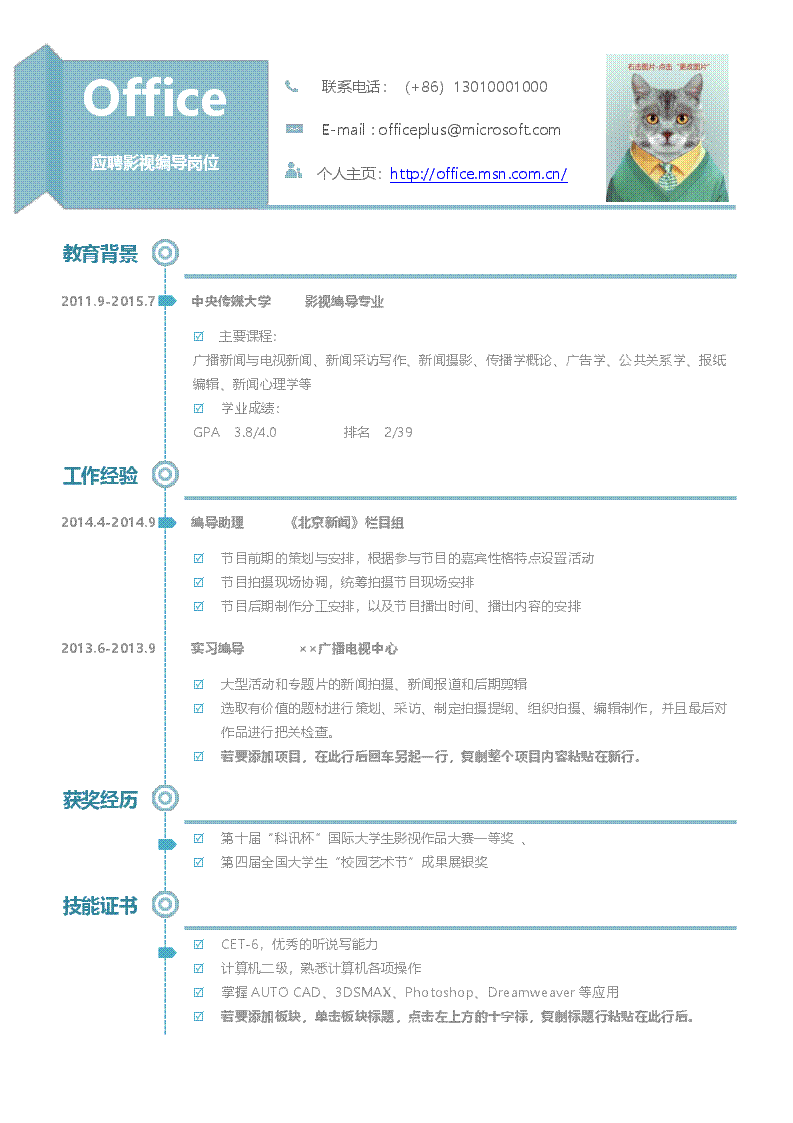 Office
应聘影视编导岗位
联系电话：（+86）13010001000
E-mail : officeplus@microsoft.com
个人主页：http://office.msn.com.cn/
右击图片-点击“更改图片”
教育背景
2011.9-2015.7 中央传媒大学 影视编导专业
主要课程：
广播新闻与电视新闻、新闻采访写作、新闻摄影、传播学概论、广告学、公共关系学、报纸
编辑、新闻心理学等
学业成绩：
GPA 3.8/4.0 排名 2/39
工作经验
2014.4-2014.9 编导助理 《北京新闻》栏目组
节目前期的策划与安排，根据参与节目的嘉宾性格特点设置活动
节目拍摄现场协调，统筹拍摄节目现场安排
节目后期制作分工安排，以及节目播出时间、播出内容的安排
2013.6-2013.9 实习编导 ××广播电视中心
大型活动和专题片的新闻拍摄、新闻报道和后期剪辑
选取有价值的题材进行策划、采访、制定拍摄提纲、组织拍摄、编辑制作，并且最后对
作品进行把关检查。
若要添加项目，在此行后回车另起一行，复制整个项目内容粘贴在新行。
获奖经历
第十届“科讯杯”国际大学生影视作品大赛一等奖 、
第四届全国大学生“校园艺术节”成果展银奖
技能证书
CET-6，优秀的听说写能力
计算机二级，熟悉计算机各项操作
掌握 AUTO CAD、3DSMAX、Photoshop、Dreamweaver 等应用
若要添加板块，单击板块标题，点击左上方的十字标，复制标题行粘贴在此行后。